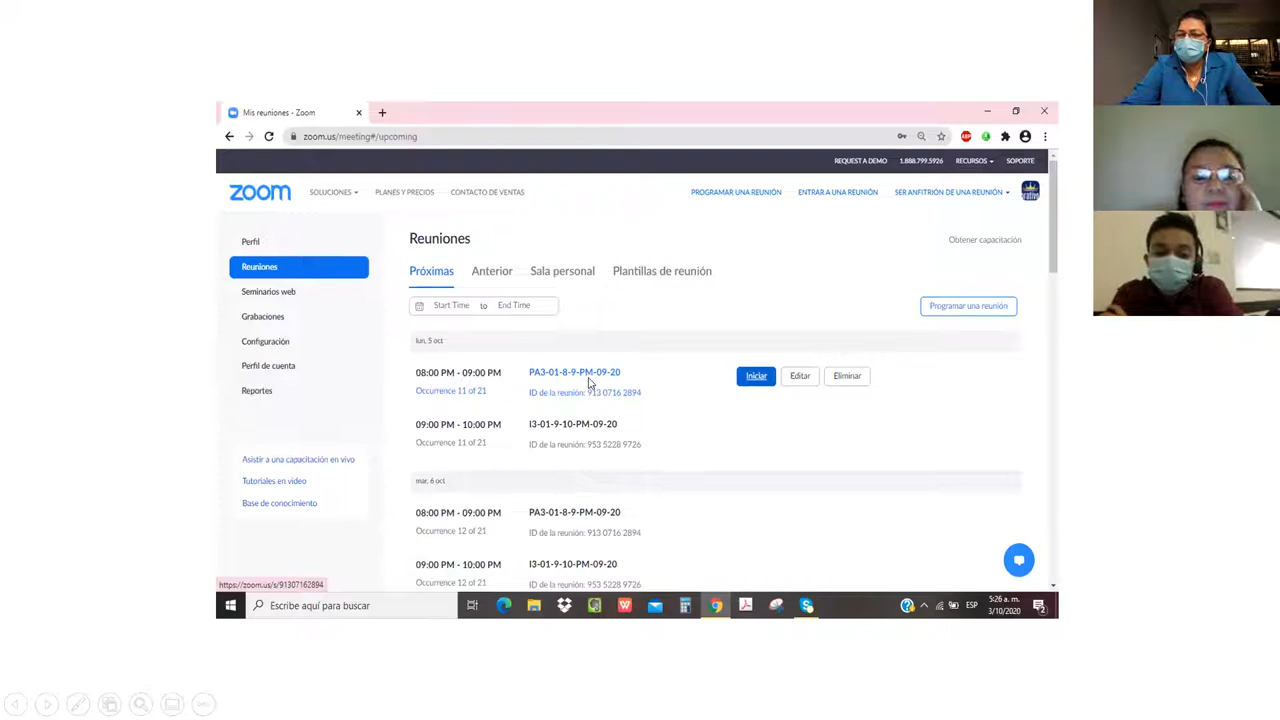 Mis reuniones - Zoom
zoom.us/meeting#/upcoming
REQUEST A DEMO 1.888.799.5926 RECURSOS SOPORTE
zoom SOLUCIONES PLANES Y PRECIOS CONTACTO DE VENTAS PROGRAMAR UNA REUNIÓN ENTRAR A UNA REUNIÓN SER ANFITRIÓN DE UNA REUNIÓN
Perfil
Reuniones
Seminarios web
Grabaciones
Configuración
Perfil de cuenta
Reportes
Asistir a una capacitación en vivo
Tutoriales en video
Base de conocimiento
Reuniones
Obtener capacitación
Próximas Anterior Sala personal Plantillas de reunión
Start Time to End Time
Programar una reunión
lun, 5 oct
08:00 PM - 09:00 PM PA3-01-8-9-PM-09-20 Iniciar Editar Eliminar
Occurrence 11 of 21 ID de la reunión: 913 0716 2894
09:00 PM - 10:00 PM I3-01-9-10-PM-09-20
Occurrence 11 of 21 ID de la reunión: 953 5228 9726
mar, 6 oct
08:00 PM - 09:00 PM PA3-01-8-9-PM-09-20
Occurrence 12 of 21 ID de la reunión: 913 0716 2894
09:00 PM - 10:00 PM I3-01-9-10-PM-09-20
Occurrence 12 of 21 ID de la reunión: 953 5228 9726
https://zoom.us/s/91307162894
Escribe aquí para buscar
ESP
5:26 a. m.
3/10/2020